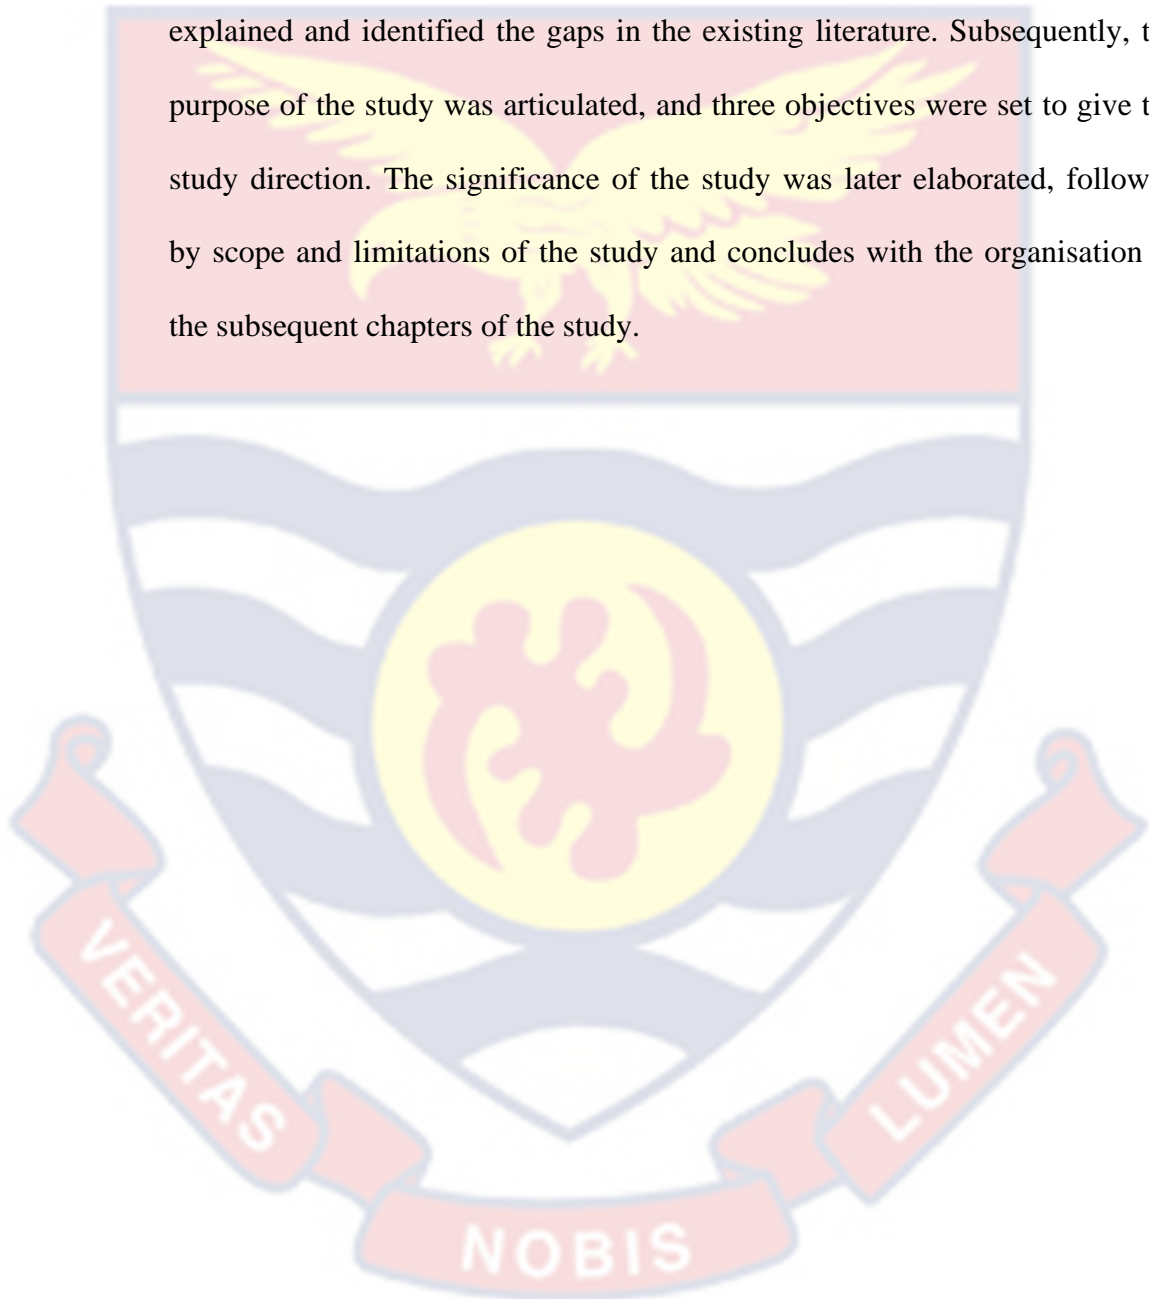 explained and identified the gaps in the existing literature. Subsequently, t
purpose of the study was articulated, and three objectives were set to give t
study direction. The significance of the study was later elaborated, follow
by scope and limitations of the study and concludes with the organisation
the subsequent chapters of the study.
VERITAS
NOBIS
LUMEN